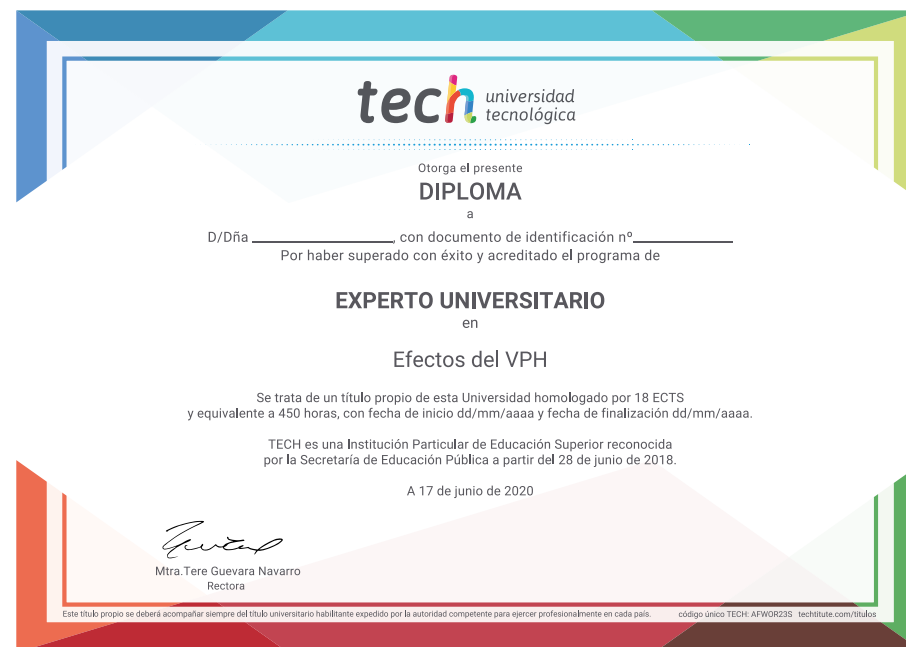 tech universidad
tecnológica
Otorga el presente
DIPLOMA
a
D/Dña ____________________, con documento de identificación nº______________
Por haber superado con éxito y acreditado el programa de
EXPERTO UNIVERSITARIO
en
Efectos del VPH
Se trata de un título propio de esta Universidad homologado por 18 ECTS
y equivalente a 450 horas, con fecha de inicio dd/mm/aaaa y fecha de finalización dd/mm/aaaa.
TECH es una Institución Particular de Educación Superior reconocida
por la Secretaría de Educación Pública a partir del 28 de junio de 2018.
A 17 de junio de 2020
Mtra.Tere Guevara Navarro
Rectora
Este título propio se deberá acompañar siempre del título universitario habilitante expedido por la autoridad competente para ejercer profesionalmente en cada país. código único TECH: AFWOR23S techtitute.com/titulos